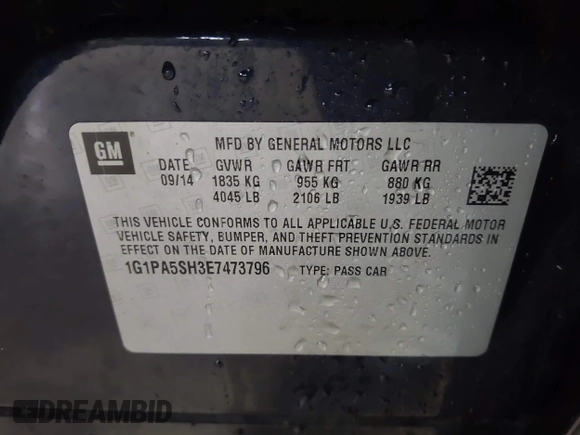 GM
MFD BY GENERAL MOTORS LLC
DATE GVWR GAWR FRT GAWR RR
09/14 1835 KG 955 KG 880 KG
4045 LB 2106 LB 1939 LB
THIS VEHICLE CONFORMS TO ALL APPLICABLE U.S. FEDERAL MOTOR
VEHICLE SAFETY, BUMPER, AND THEFT PREVENTION STANDARDS IN
EFFECT ON THE DATE OF MANUFACTURE SHOWN ABOVE.
1G1PA5SH3E7473796 TYPE: PASS CAR
DREAMBID